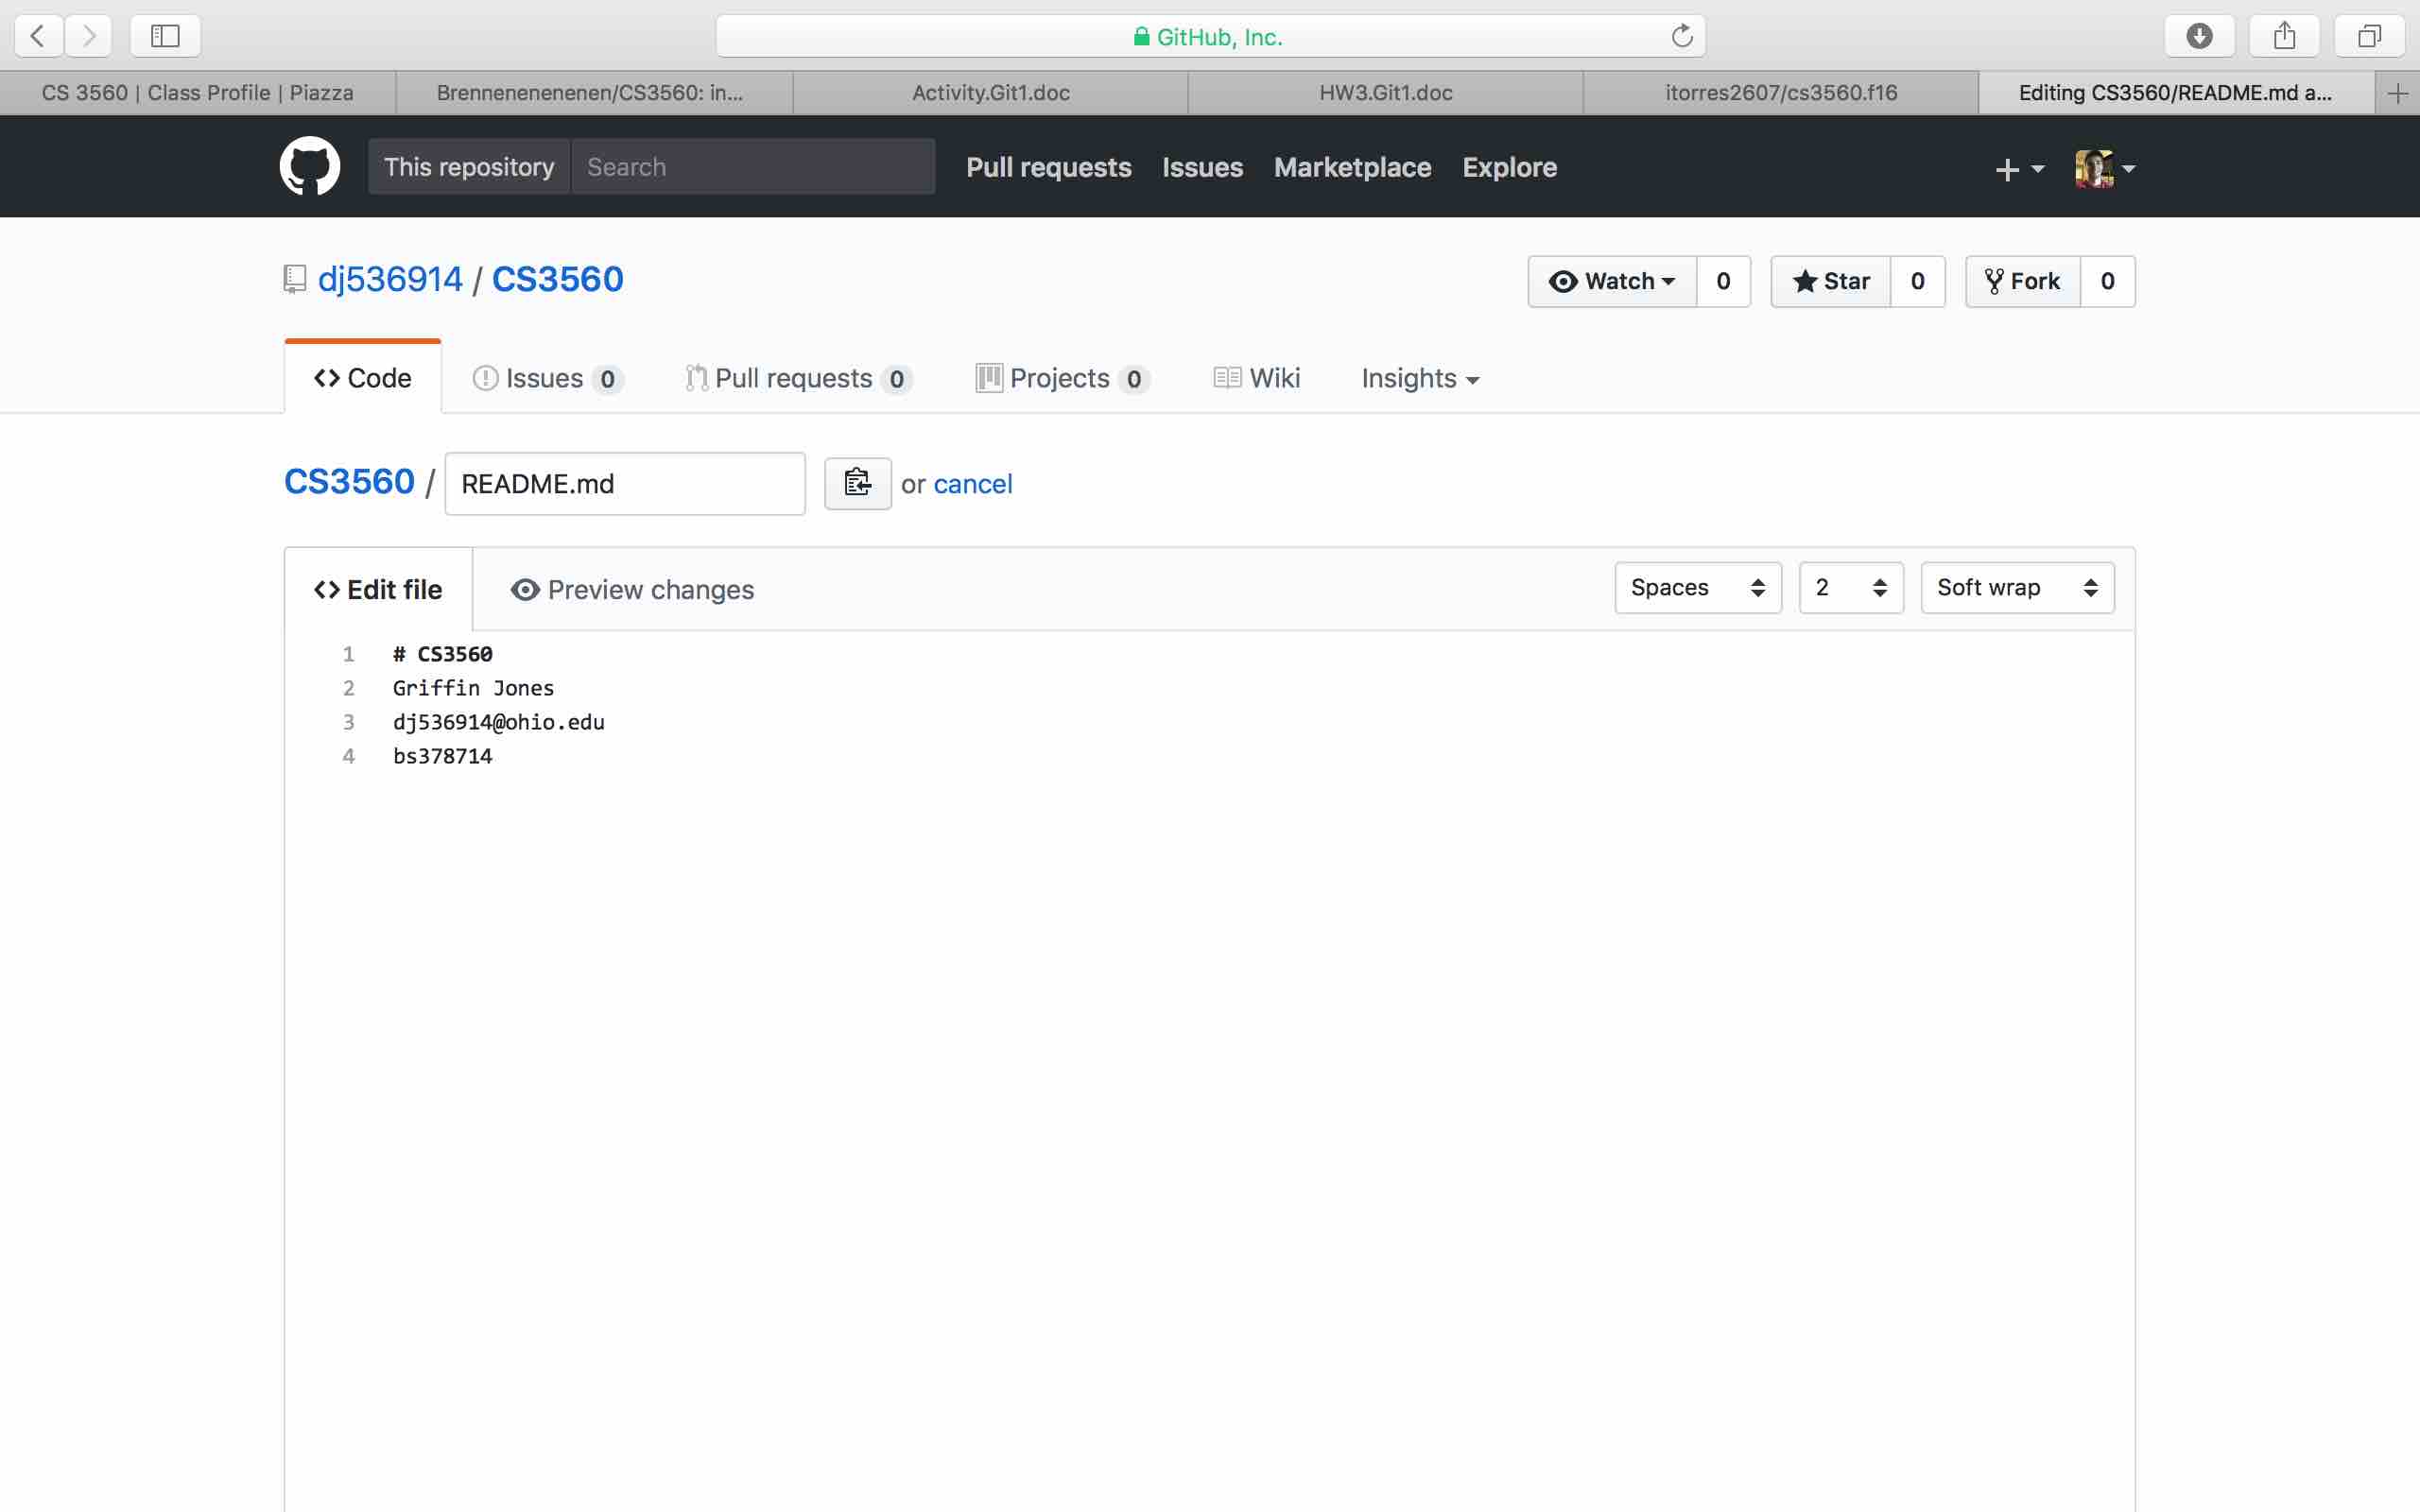 GitHub, Inc.
CS 3560 | Class Profile | Piazza
Brennenenenenen/CS3560: in...
Activity.Git1.doc
HW3.Git1.doc
itorres2607/cs3560.f16
Editing CS3560/README.md a...
This repository Search Pull requests Issues Marketplace Explore
dj536914 / CS3560
Watch 0 Star 0 Fork 0
Code Issues 0 Pull requests 0 Projects 0 Wiki Insights
CS3560 / README.md or cancel
Edit file Preview changes Spaces 2 Soft wrap
1 # CS3560
2 Griffin Jones
3 dj536914@ohio.edu
4 bs378714